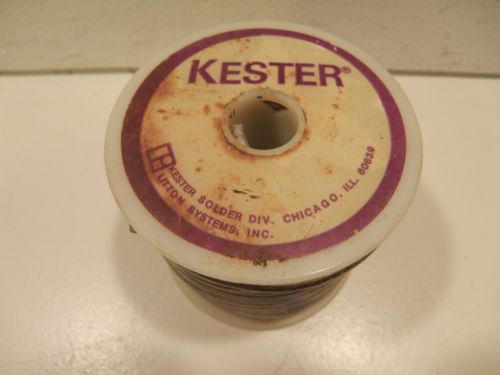 KESTER®
KESTER SOLDER DIV. CHICAGO. ILL. 60639
LITTON SYSTEMS, INC.